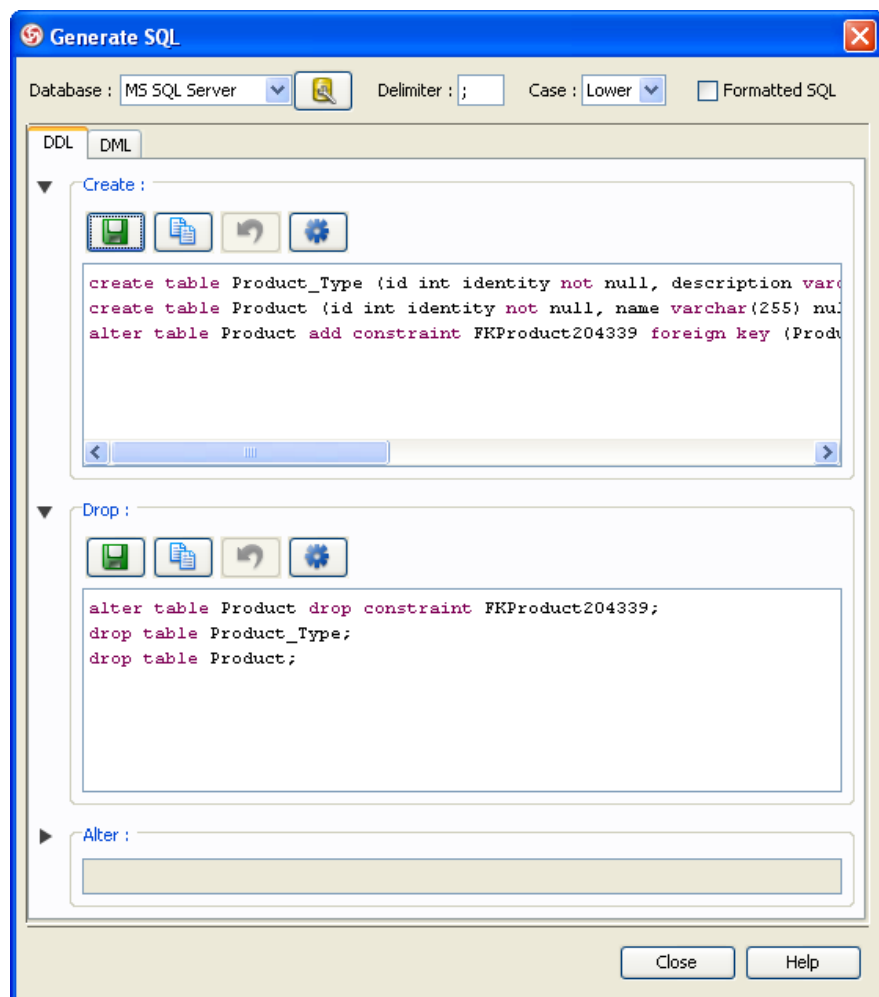 Generate SQL
Database : MS SQL Server Delimiter : ; Case : Lower Formatted SQL
DDL DML
Create :
create table Product_Type (id int identity not null, description varc
create table Product (id int identity not null, name varchar(255) nul
alter table Product add constraint FKProduct204339 foreign key (Produ
Drop :
alter table Product drop constraint FKProduct204339;
drop table Product_Type;
drop table Product;
Alter :
Close Help